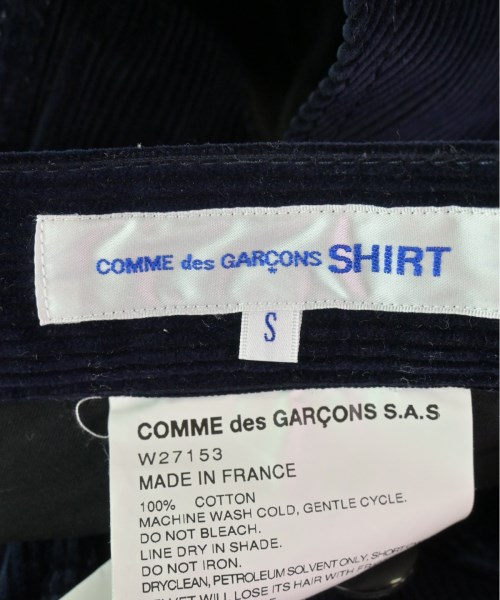 COMME des GARÇONS SHIRT
S
COMME des GARÇONS S.A.S
W27153
MADE IN FRANCE
100% COTTON
MACHINE WASH COLD, GENTLE CYCLE.
DO NOT BLEACH.
LINE DRY IN SHADE.
DO NOT IRON.
DRYCLEAN, PETROLEUM SOLVENT ONLY, SHORT
WILL LOSE ITS HAIR WITH